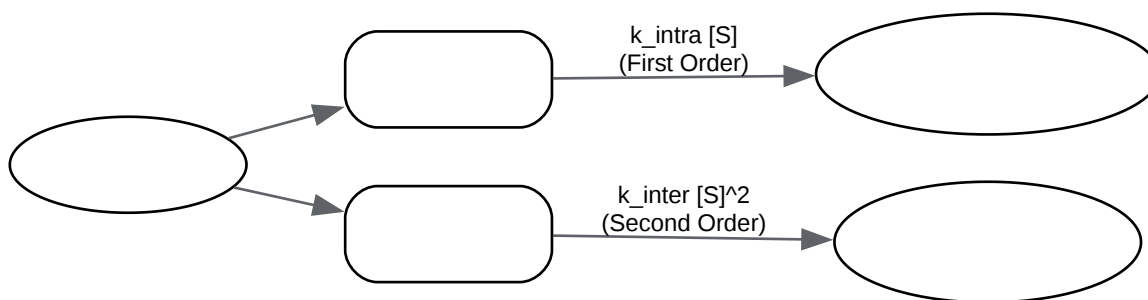 k_intra [S]
(First Order)
k_inter [S]^2
(Second Order)